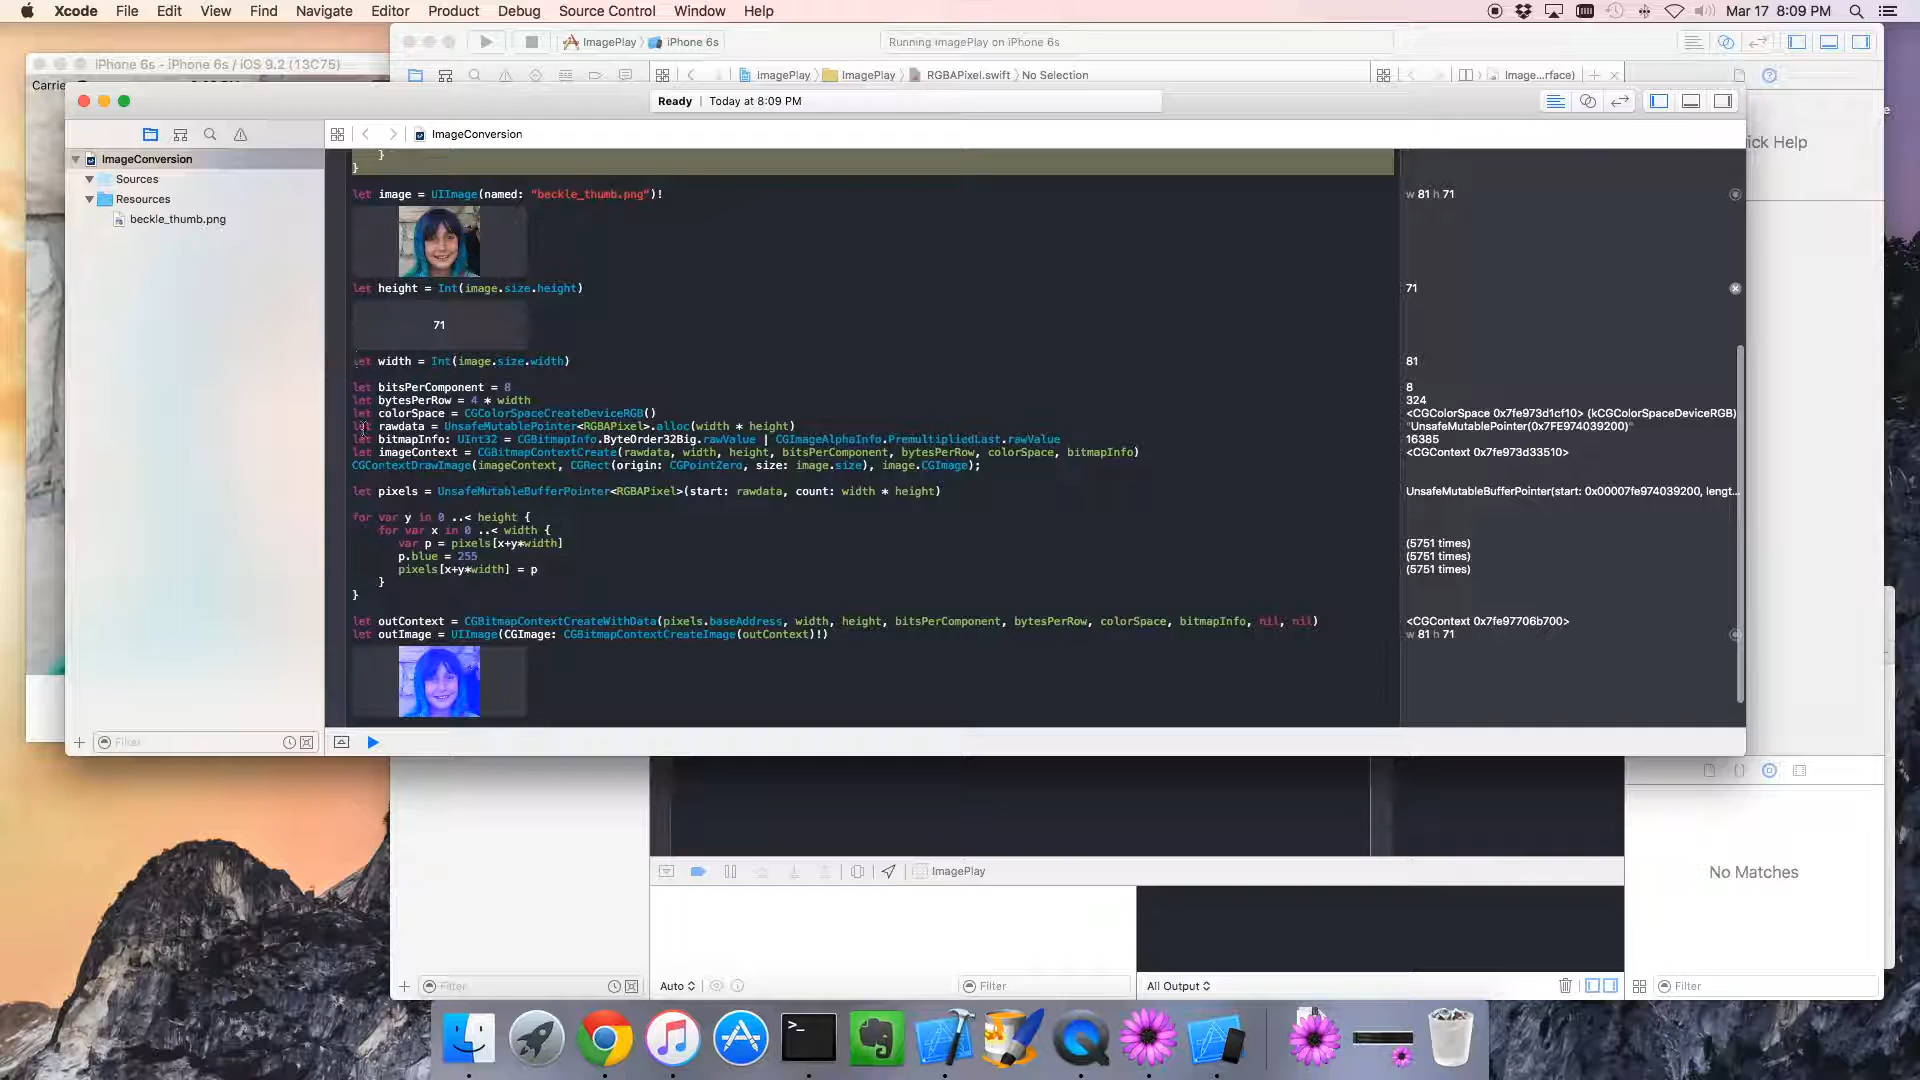 Xcode File Edit View Find Navigate Editor Product Debug Source Control Window Help Mar 17 8:09 PM
ImagePlay iPhone 6s Running imagePlay on iPhone 6s
iPhone 6s - iPhone 6s / iOS 9.2 (13C75)
ImagePlay ImagePlay RGBAPixel.swift No Selection Image...rface)
Carrie
Ready | Today at 8:09 PM
ImageConversion
ick Help
ImageConversion
Sources
Resources
beckle_thumb.png
}
}
let image = UIImage(named: "beckle_thumb.png")! w 81 h 71
let height = Int(image.size.height) 71
71
let width = Int(image.size.width) 81
let bitsPerComponent = 8 8
let bytesPerRow = 4 * width 324
let colorSpace = CGColorSpaceCreateDeviceRGB() <CGColorSpace 0x7fe973d1cf10> (kCGColorSpaceDeviceRGB)
let rawdata = UnsafeMutablePointer<RGBAPixel>.alloc(width * height) "UnsafeMutablePointer(0x7FE974039200)"
let bitmapInfo: UInt32 = CGBitmapInfo.ByteOrder32Big.rawValue | CGImageAlphaInfo.PremultipliedLast.rawValue 16385
let imageContext = CGBitmapContextCreate(rawdata, width, height, bitsPerComponent, bytesPerRow, colorSpace, bitmapInfo) <CGContext 0x7fe973d33510>
CGContextDrawImage(imageContext, CGRect(origin: CGPointZero, size: image.size), image.CGImage);
let pixels = UnsafeMutableBufferPointer<RGBAPixel>(start: rawdata, count: width * height) UnsafeMutableBufferPointer(start: 0x00007fe974039200, lengt...
for var y in 0 ..< height {
for var x in 0 ..< width {
var p = pixels[x+y*width] (5751 times)
p.blue = 255 (5751 times)
pixels[x+y*width] = p (5751 times)
}
}
let outContext = CGBitmapContextCreateWithData(pixels.baseAddress, width, height, bitsPerComponent, bytesPerRow, colorSpace, bitmapInfo, nil, nil) <CGContext 0x7fe97706b700>
let outImage = UIImage(CGImage: CGBitmapContextCreateImage(outContext)!) w 81 h 71
Filter
ImagePlay
No Matches
Filter Auto Filter All Output Filter